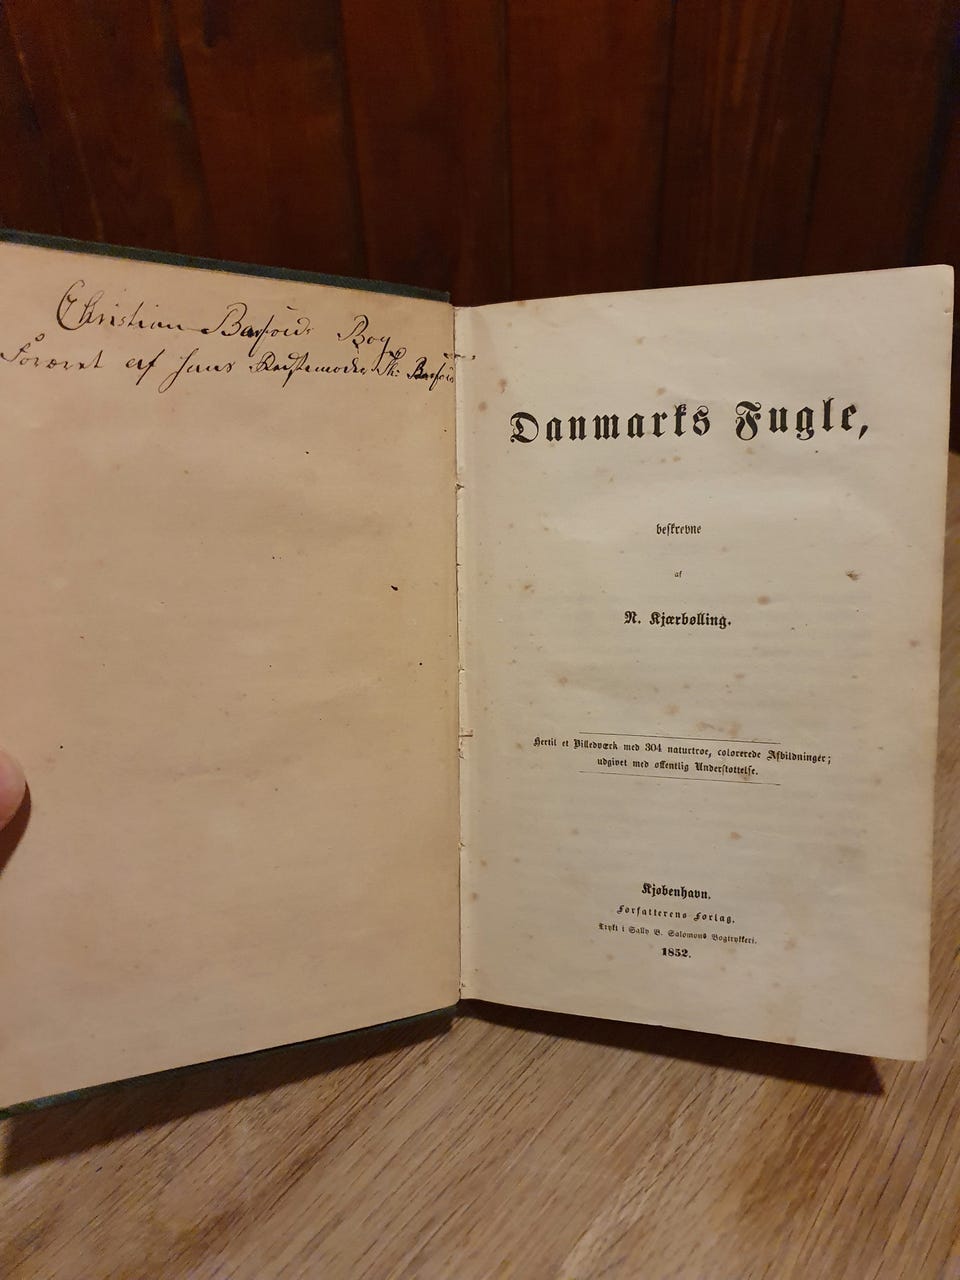 Christian Barfoeds Bog
Foræret af hans Bedstemoder Th: Barfoed
Danmarks Fugle,
beskrevne
af
N. Kjærbølling.
Hertil et Billedværk med 304 naturtroe, colorerede Afbildninger;
udgivet med offentlig Understøttelse.
Kjøbenhavn.
Forfatterens Forlag.
Trykt i Sally B. Salomons Bogtrykkeri.
1852.